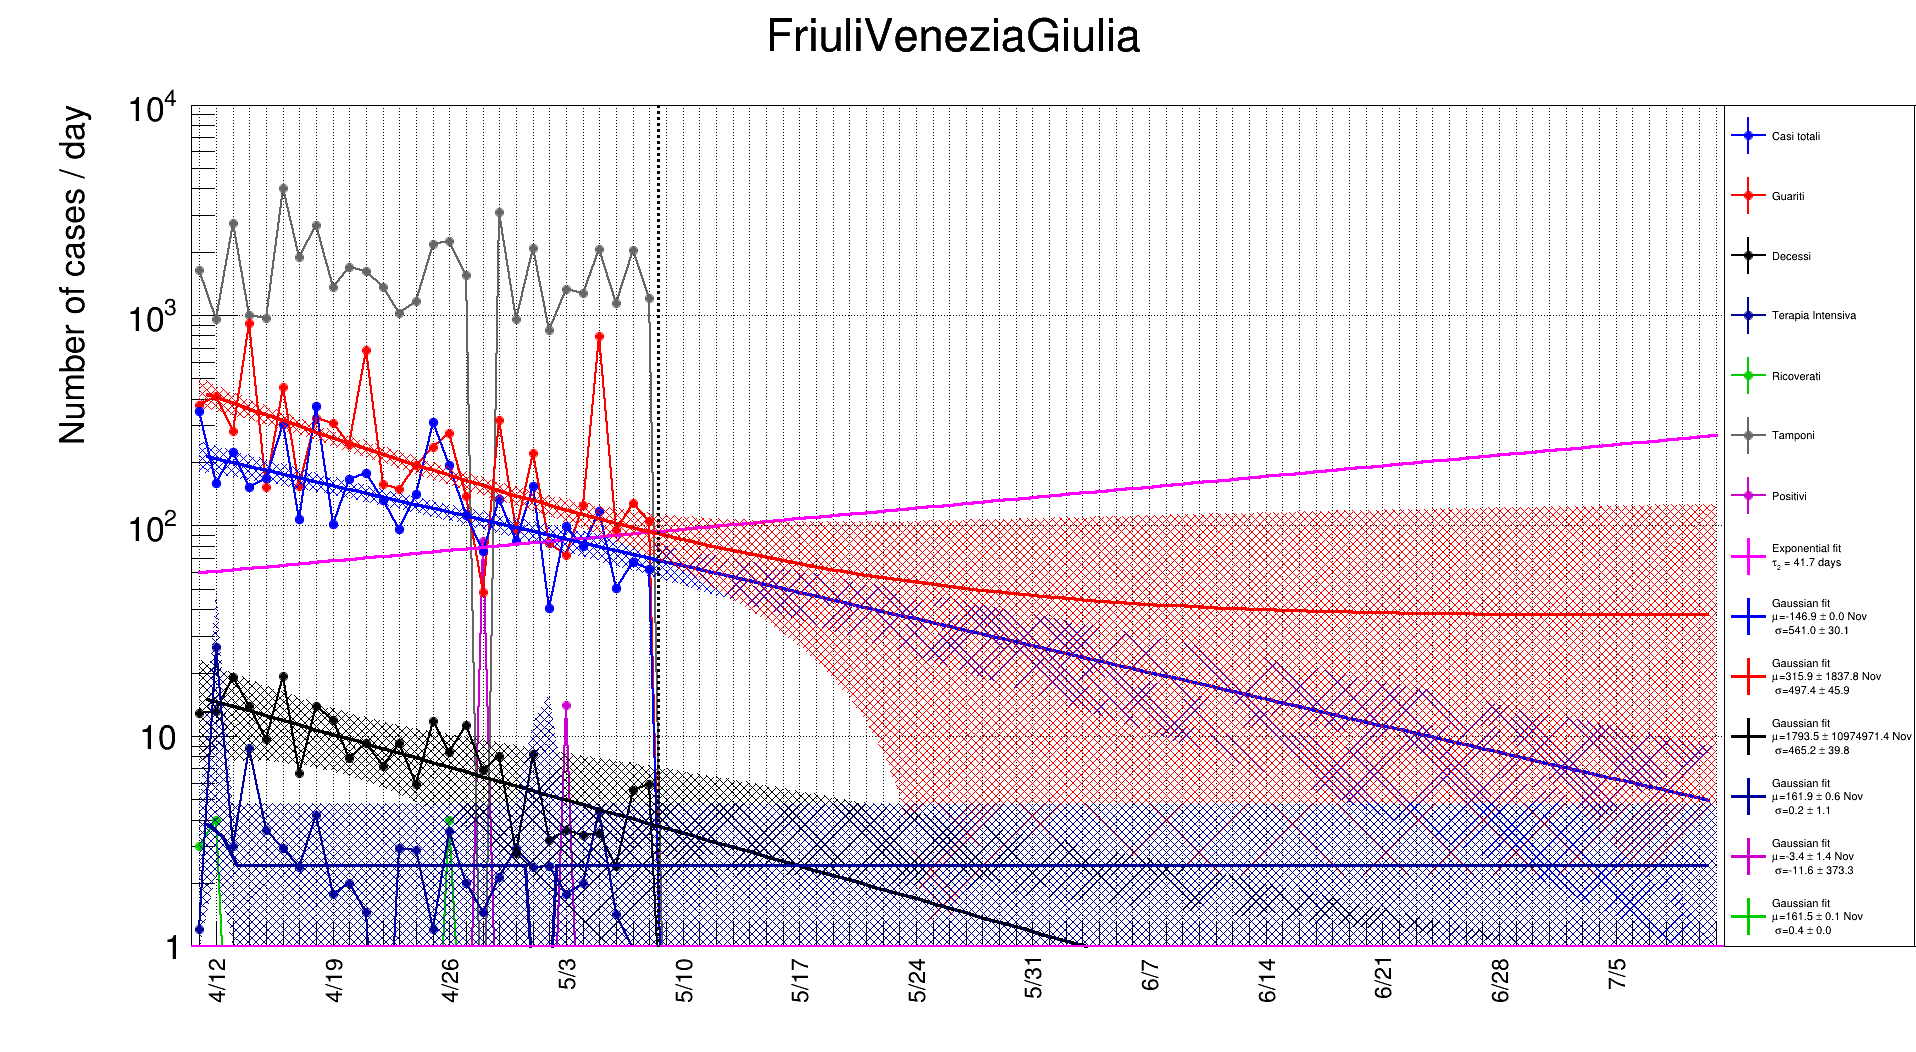 FriuliVeneziaGiulia
Number of cases / day
10^4
10^3
10^2
10
1
4/12
4/19
4/26
5/3
5/10
5/17
5/24
5/31
6/7
6/14
6/21
6/28
7/5
Casi totali
Guariti
Decessi
Terapia Intensiva
Ricoverati
Tamponi
Positivi
Exponential fit
τ₂ = 41.7 days
Gaussian fit
μ=-146.9 ± 0.0 Nov
σ=541.0 ± 30.1
Gaussian fit
μ=315.9 ± 1837.8 Nov
σ=497.4 ± 45.9
Gaussian fit
μ=1793.5 ± 10974971.4 Nov
σ=465.2 ± 39.8
Gaussian fit
μ=161.9 ± 0.6 Nov
σ=0.2 ± 1.1
Gaussian fit
μ=-3.4 ± 1.4 Nov
σ=-11.6 ± 373.3
Gaussian fit
μ=161.5 ± 0.1 Nov
σ=0.4 ± 0.0